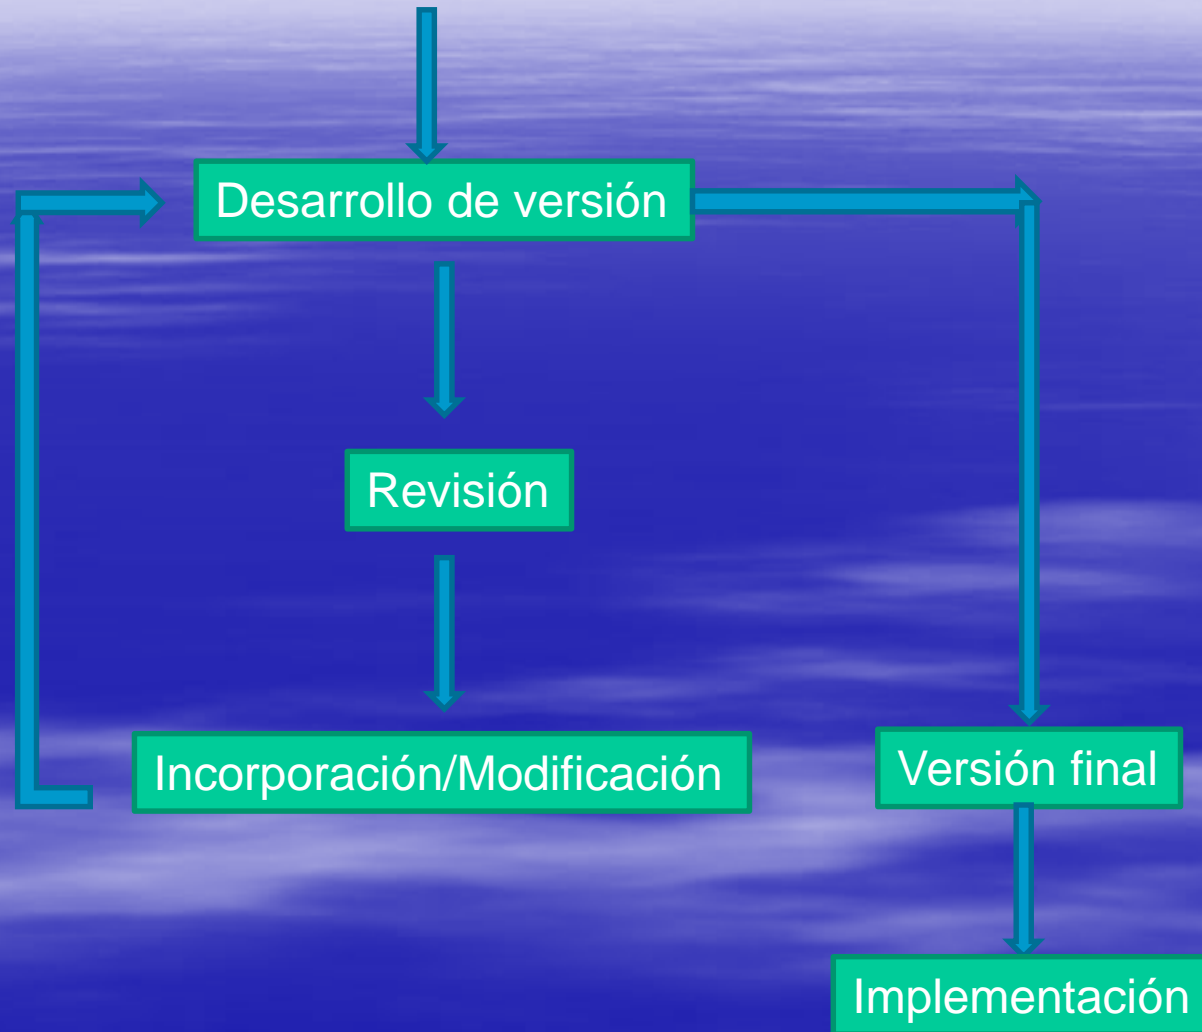 Desarrollo de versión
Revisión
Incorporación/Modificación
Versión final
Implementación